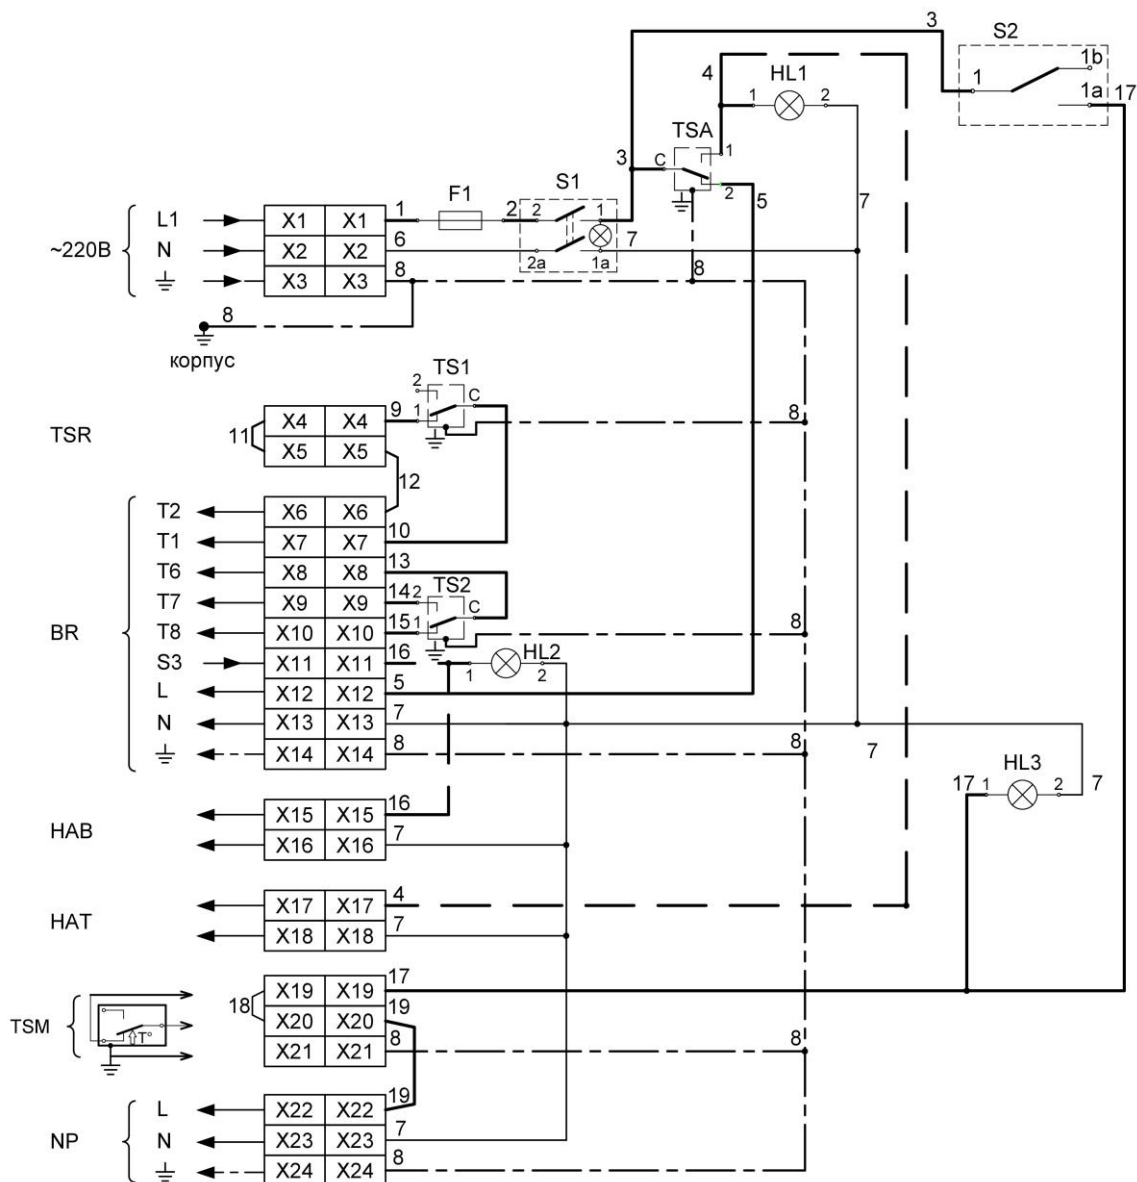 3 S2
4 HL1 1b
1 2 1 1a 17
TSA
1
3 C
F1 S1 2 5 7
L1 X1 X1 1 2 2 1
~220В N X2 X2 6 7
2a 1a
X3 X3 8 8
8
корпус
TS1
2 C
9 1 8
TSR 11 X4 X4
X5 X5
12
T2 X6 X6
T1 X7 X7 10
T6 X8 X8 13
TS2
T7 X9 X9 14 2 C
BR T8 X10 X10 15 1 8
S3 X11 X11 16 HL2
1 2
L X12 X12 5
N X13 X13 7
X14 X14 8 8 7
HL3
17 1 2 7
HAB X15 X15 16
X16 X16 7
HAT X17 X17 4
X18 X18 7
X19 X19 17
TSM T° 18 X20 X20 19
X21 X21 8 8
19
L X22 X22
NP N X23 X23 7
X24 X24 8